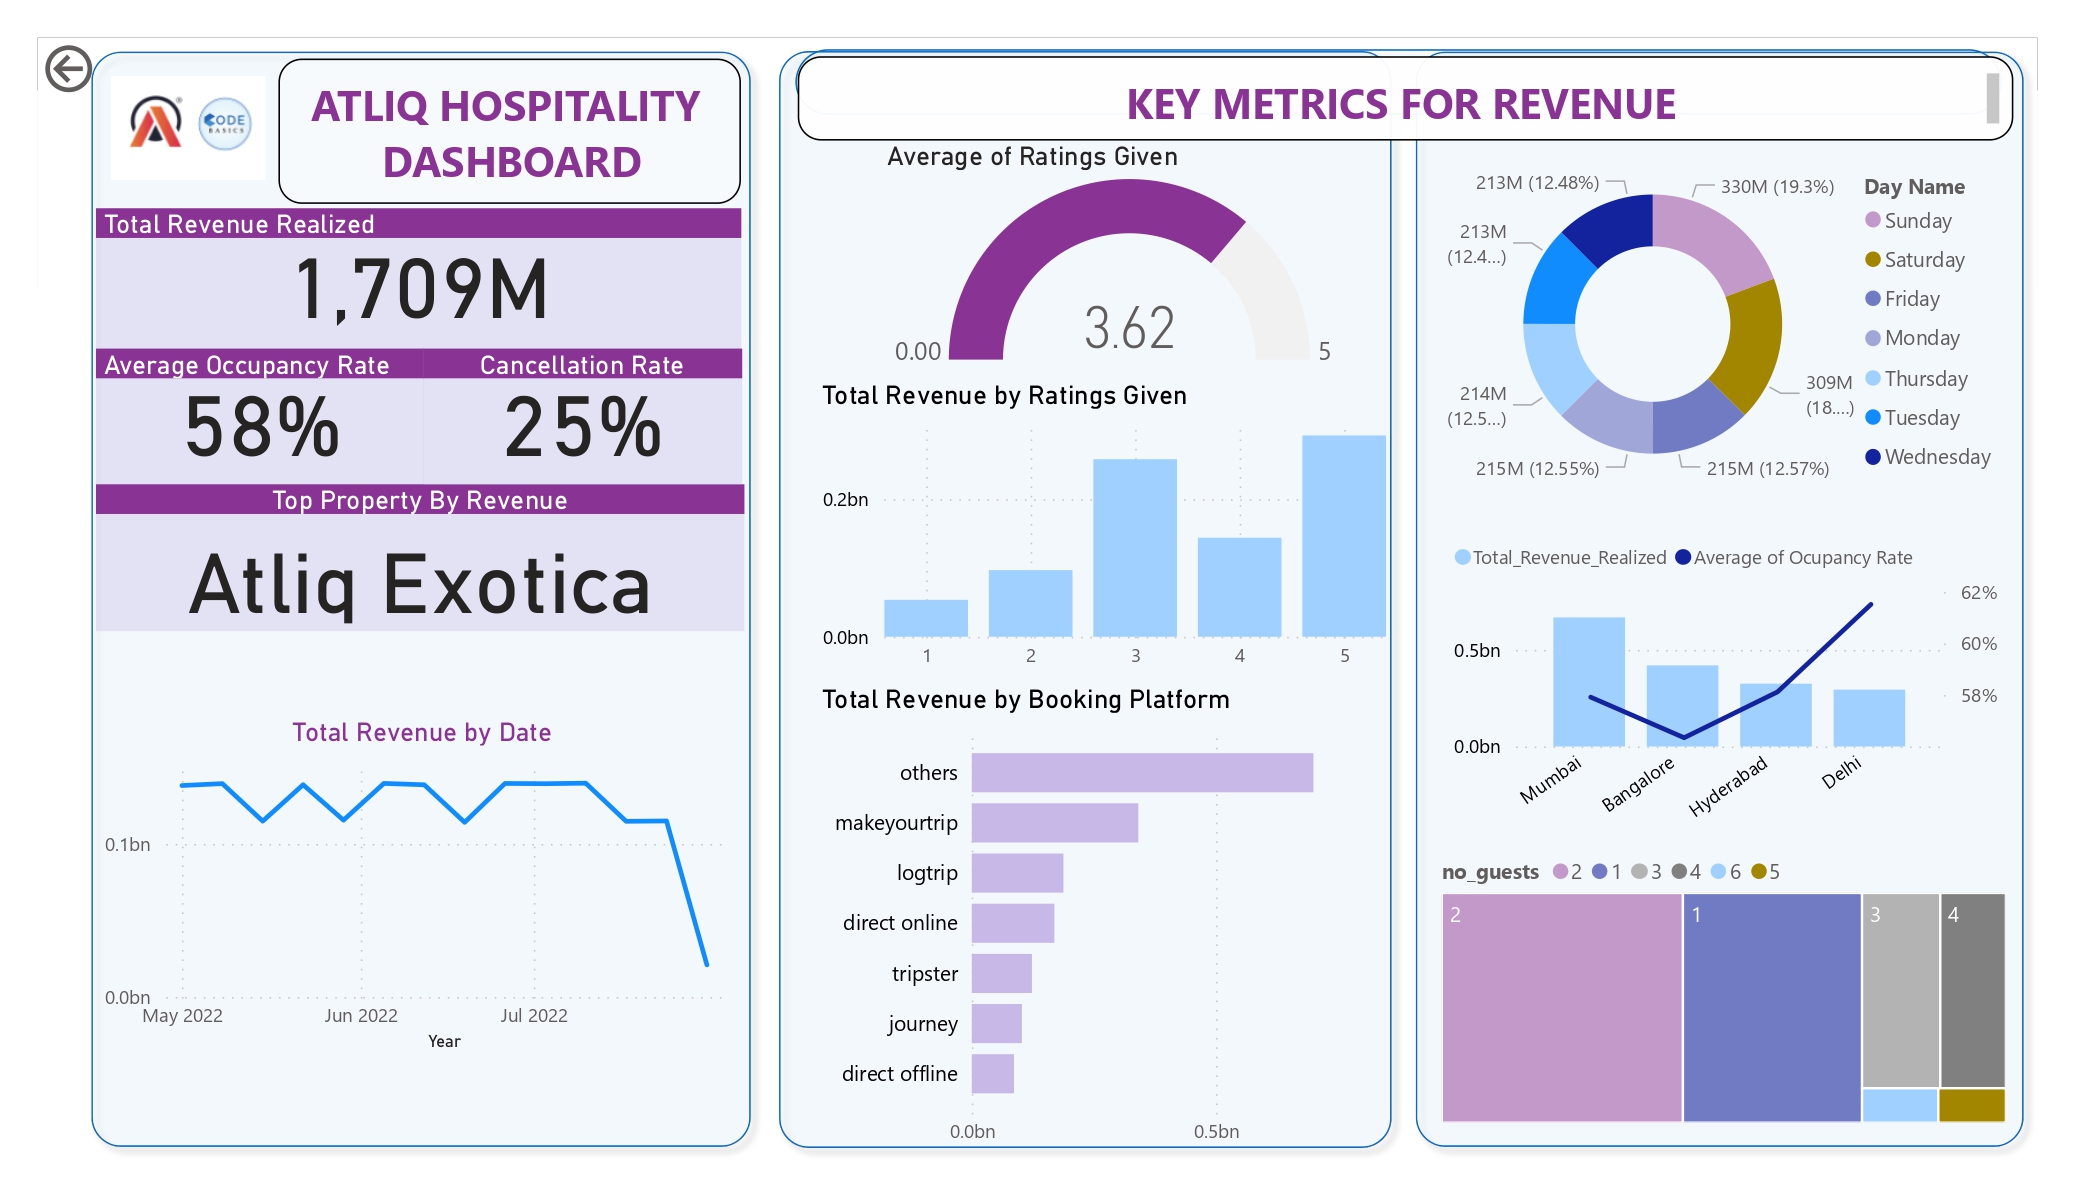 ATLIQ HOSPITALITY
DASHBOARD
CODE
BASICS
Total Revenue Realized
1,709M
Average Occupancy Rate
Cancellation Rate
58%
25%
Top Property By Revenue
Atliq Exotica
Total Revenue by Date
0.1bn
0.0bn
May 2022
Jun 2022
Jul 2022
Year
KEY METRICS FOR REVENUE
Average of Ratings Given
3.62
0.00
5
Total Revenue by Ratings Given
0.2bn
0.0bn
1
2
3
4
5
Total Revenue by Booking Platform
others
makeyourtrip
logtrip
direct online
tripster
journey
direct offline
0.0bn
0.5bn
213M (12.48%)
330M (19.3%)
213M
(12.4...)
214M
(12.5...)
309M
(18....)
215M (12.55%)
215M (12.57%)
Day Name
Sunday
Saturday
Friday
Monday
Thursday
Tuesday
Wednesday
Total_Revenue_Realized
Average of Ocupancy Rate
62%
60%
58%
0.5bn
0.0bn
Mumbai
Bangalore
Hyderabad
Delhi
no_guests 2 1 3 4 6 5
2
1
3
4